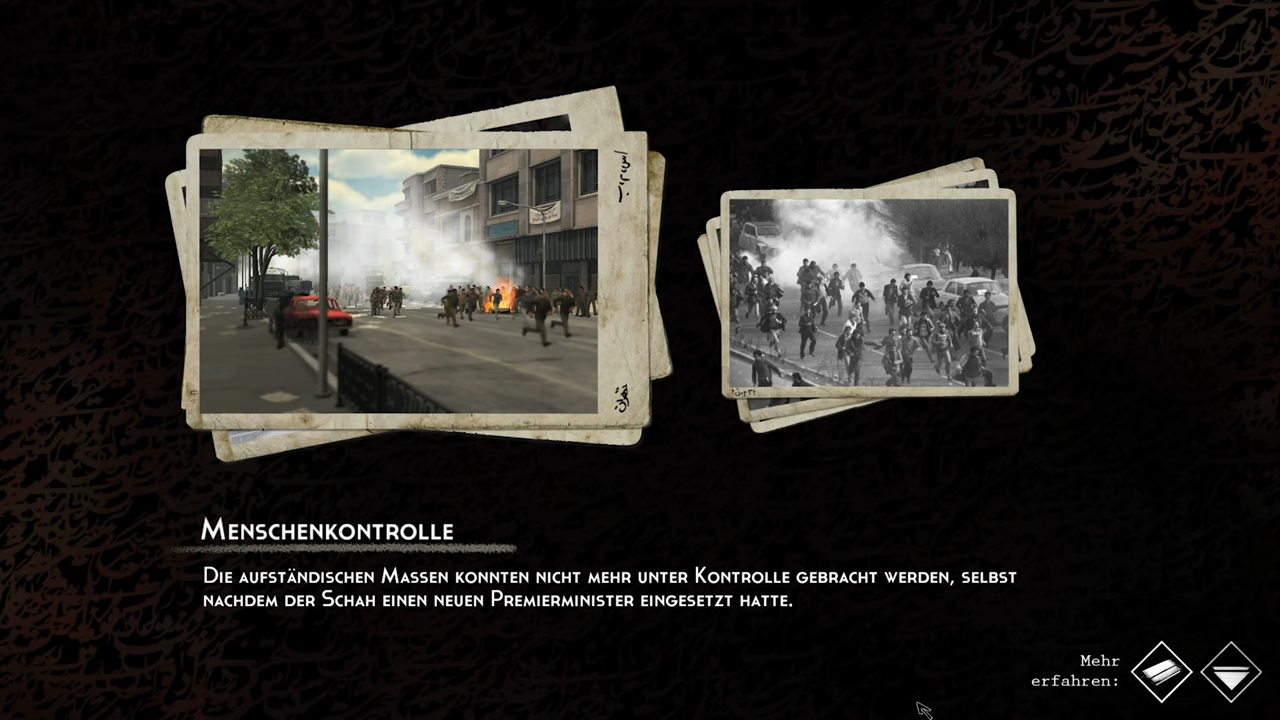 تهران
Menschenkontrolle
Die aufständischen Massen konnten nicht mehr unter Kontrolle gebracht werden, selbst
nachdem der Schah einen neuen Premierminister eingesetzt hatte.
Mehr
erfahren: